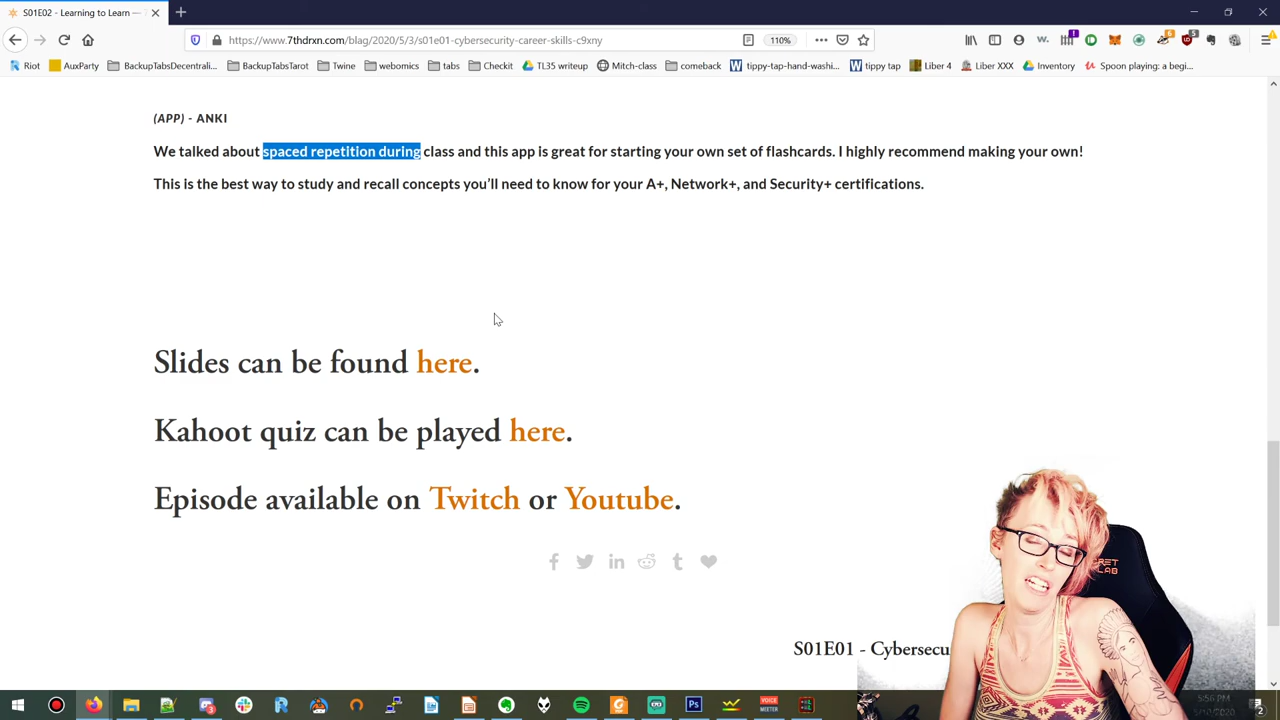 S01E02 - Learning to Learn —
https://www.7thdrxn.com/blag/2020/5/3/s01e01-cybersecurity-career-skills-c9xny
110%
Riot
AuxParty
BackupTabsDecentrali...
BackupTabsTarot
Twine
webomics
tabs
Checkit
TL35 writeup
Mitch-class
comeback
tippy-tap-hand-washi...
tippy tap
Liber 4
Liber XXX
Inventory
Spoon playing: a begi...
(APP) - ANKI
We talked about spaced repetition during class and this app is great for starting your own set of flashcards. I highly recommend making your own!
This is the best way to study and recall concepts you’ll need to know for your A+, Network+, and Security+ certifications.
Slides can be found here.
Kahoot quiz can be played here.
Episode available on Twitch or Youtube.
S01E01 - Cybersecu
5:56 PM